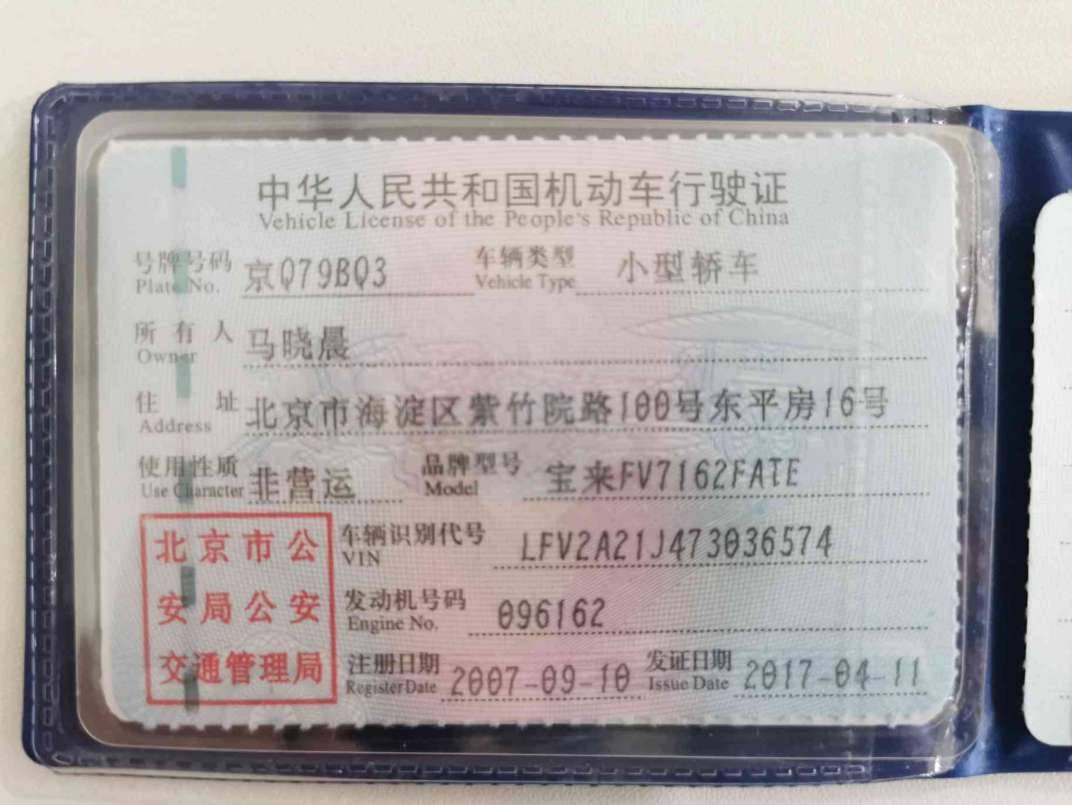 中华人民共和国机动车行驶证
Vehicle License of the People's Republic of China
号牌号码 京Q79BQ3 车辆类型 小型轿车
Plate No. Vehicle Type
所有人 马晓晨
Owner
住址 北京市海淀区紫竹院路100号东平房16号
Address
使用性质 非营运 品牌型号 宝来FV7162FATE
Use Character Model
北京市公 车辆识别代号 LFV2A21J473036574
VIN
安局公安 发动机号码 096162
Engine No.
交通管理局 注册日期 2007-09-10 发证日期 2017-04-11
Register Date Issue Date